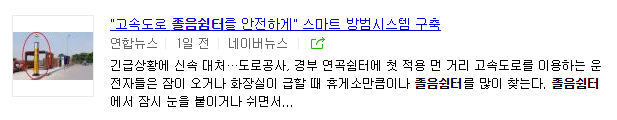 "고속도로 졸음쉼터를 안전하게" 스마트 방범시스템 구축
연합뉴스 | 1일 전 | 네이버뉴스 |
긴급상황에 신속 대처…도로공사, 경부 연곡쉼터에 첫 적용 먼 거리 고속도로를 이용하는 운
전자들은 잠이 오거나 화장실이 급할 때 휴게소만큼이나 졸음쉼터를 많이 찾는다. 졸음쉼터
에서 잠시 눈을 붙이거나 쉬면서...